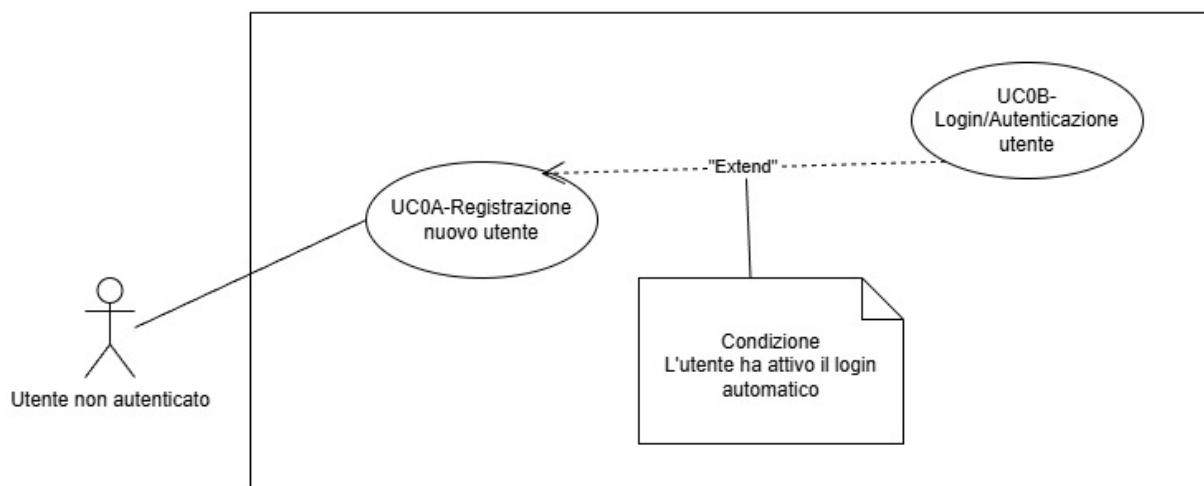 UC0B-
Login/Autenticazione
utente
"Extend"
UC0A-Registrazione
nuovo utente
Condizione
L'utente ha attivo il login
automatico
Utente non autenticato